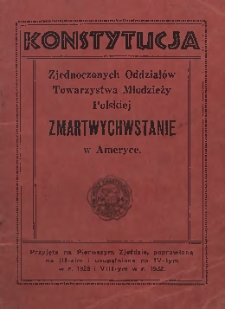 KONSTYTUCJA
Zjednoczonych Oddziałów
Towarzystwa Młodzieży
Polskiej
ZMARTWYCHWSTANIE
w Ameryce.
Przyjęta na Pierwszym Zjeździe, poprawiona
na III-cim i uzupełniona na IV-tym
w r. 1928 i VIII-ym w r. 1932.